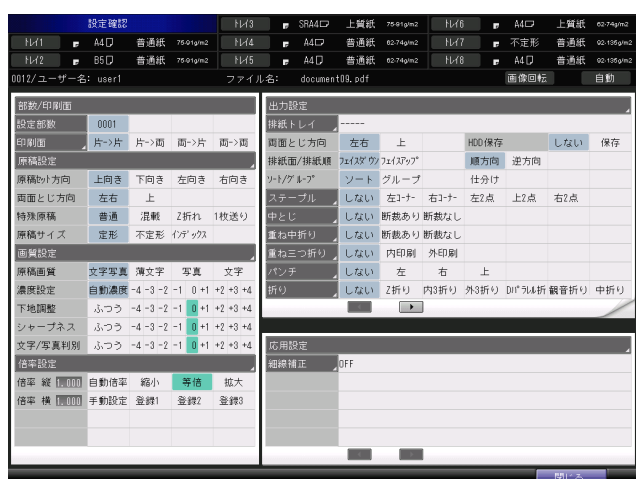 設定確認
ﾄﾚｲ3 SRA4 上質紙 75-91g/m2 ﾄﾚｲ6 A4 上質紙 62-74g/m2
ﾄﾚｲ1 A4 普通紙 75-91g/m2 ﾄﾚｲ4 A4 普通紙 62-74g/m2 ﾄﾚｲ7 不定形 普通紙 92-135g/m2
ﾄﾚｲ2 B5 普通紙 75-91g/m2 ﾄﾚｲ5 A4 普通紙 62-74g/m2 ﾄﾚｲ8 A4 普通紙 92-135g/m2
0012/ユーザー名: user1 ファイル名: document09.pdf 画像回転 自動
部数/印刷面
設定部数 0001
印刷面 片->片 片->両 両->片 両->両
原稿設定
原稿ｾｯﾄ方向 上向き 下向き 左向き 右向き
両面とじ方向 左右 上
特殊原稿 普通 混載 Z折れ 1枚送り
原稿サイズ 定形 不定形 ｲﾝﾃﾞｯｸｽ
画質設定
原稿画質 文字写真 薄文字 写真 文字
濃度設定 自動濃度 -4 -3 -2 -1 0 +1 +2 +3 +4
下地調整 ふつう -4 -3 -2 -1 0 +1 +2 +3 +4
シャープネス ふつう -4 -3 -2 -1 0 +1 +2 +3 +4
文字/写真判別 ふつう -4 -3 -2 -1 0 +1 +2 +3 +4
倍率設定
倍率 縦 1.000 自動倍率 縮小 等倍 拡大
倍率 横 1.000 手動設定 登録1 登録2 登録3
出力設定
排紙トレイ -----
両面とじ方向 左右 上 HDD保存 しない 保存
排紙面/排紙順 ﾌｪｲｽﾀﾞｳﾝ ﾌｪｲｽｱｯﾌﾟ 順方向 逆方向
ｿｰﾄ/ｸﾞﾙｰﾌﾟ ソート グループ 仕分け
ステープル しない 左ｺｰﾅｰ 右ｺｰﾅｰ 左2点 上2点 右2点
中とじ しない 断裁あり 断裁なし
重ね中折り しない 断裁あり 断裁なし
重ね三つ折り しない 内印刷 外印刷
パンチ しない 左 右 上
折り しない Z折り 内3折り 外3折り Dﾊﾟﾗﾚﾙ折 観音折り 中折り
応用設定
細線補正 OFF
閉じる